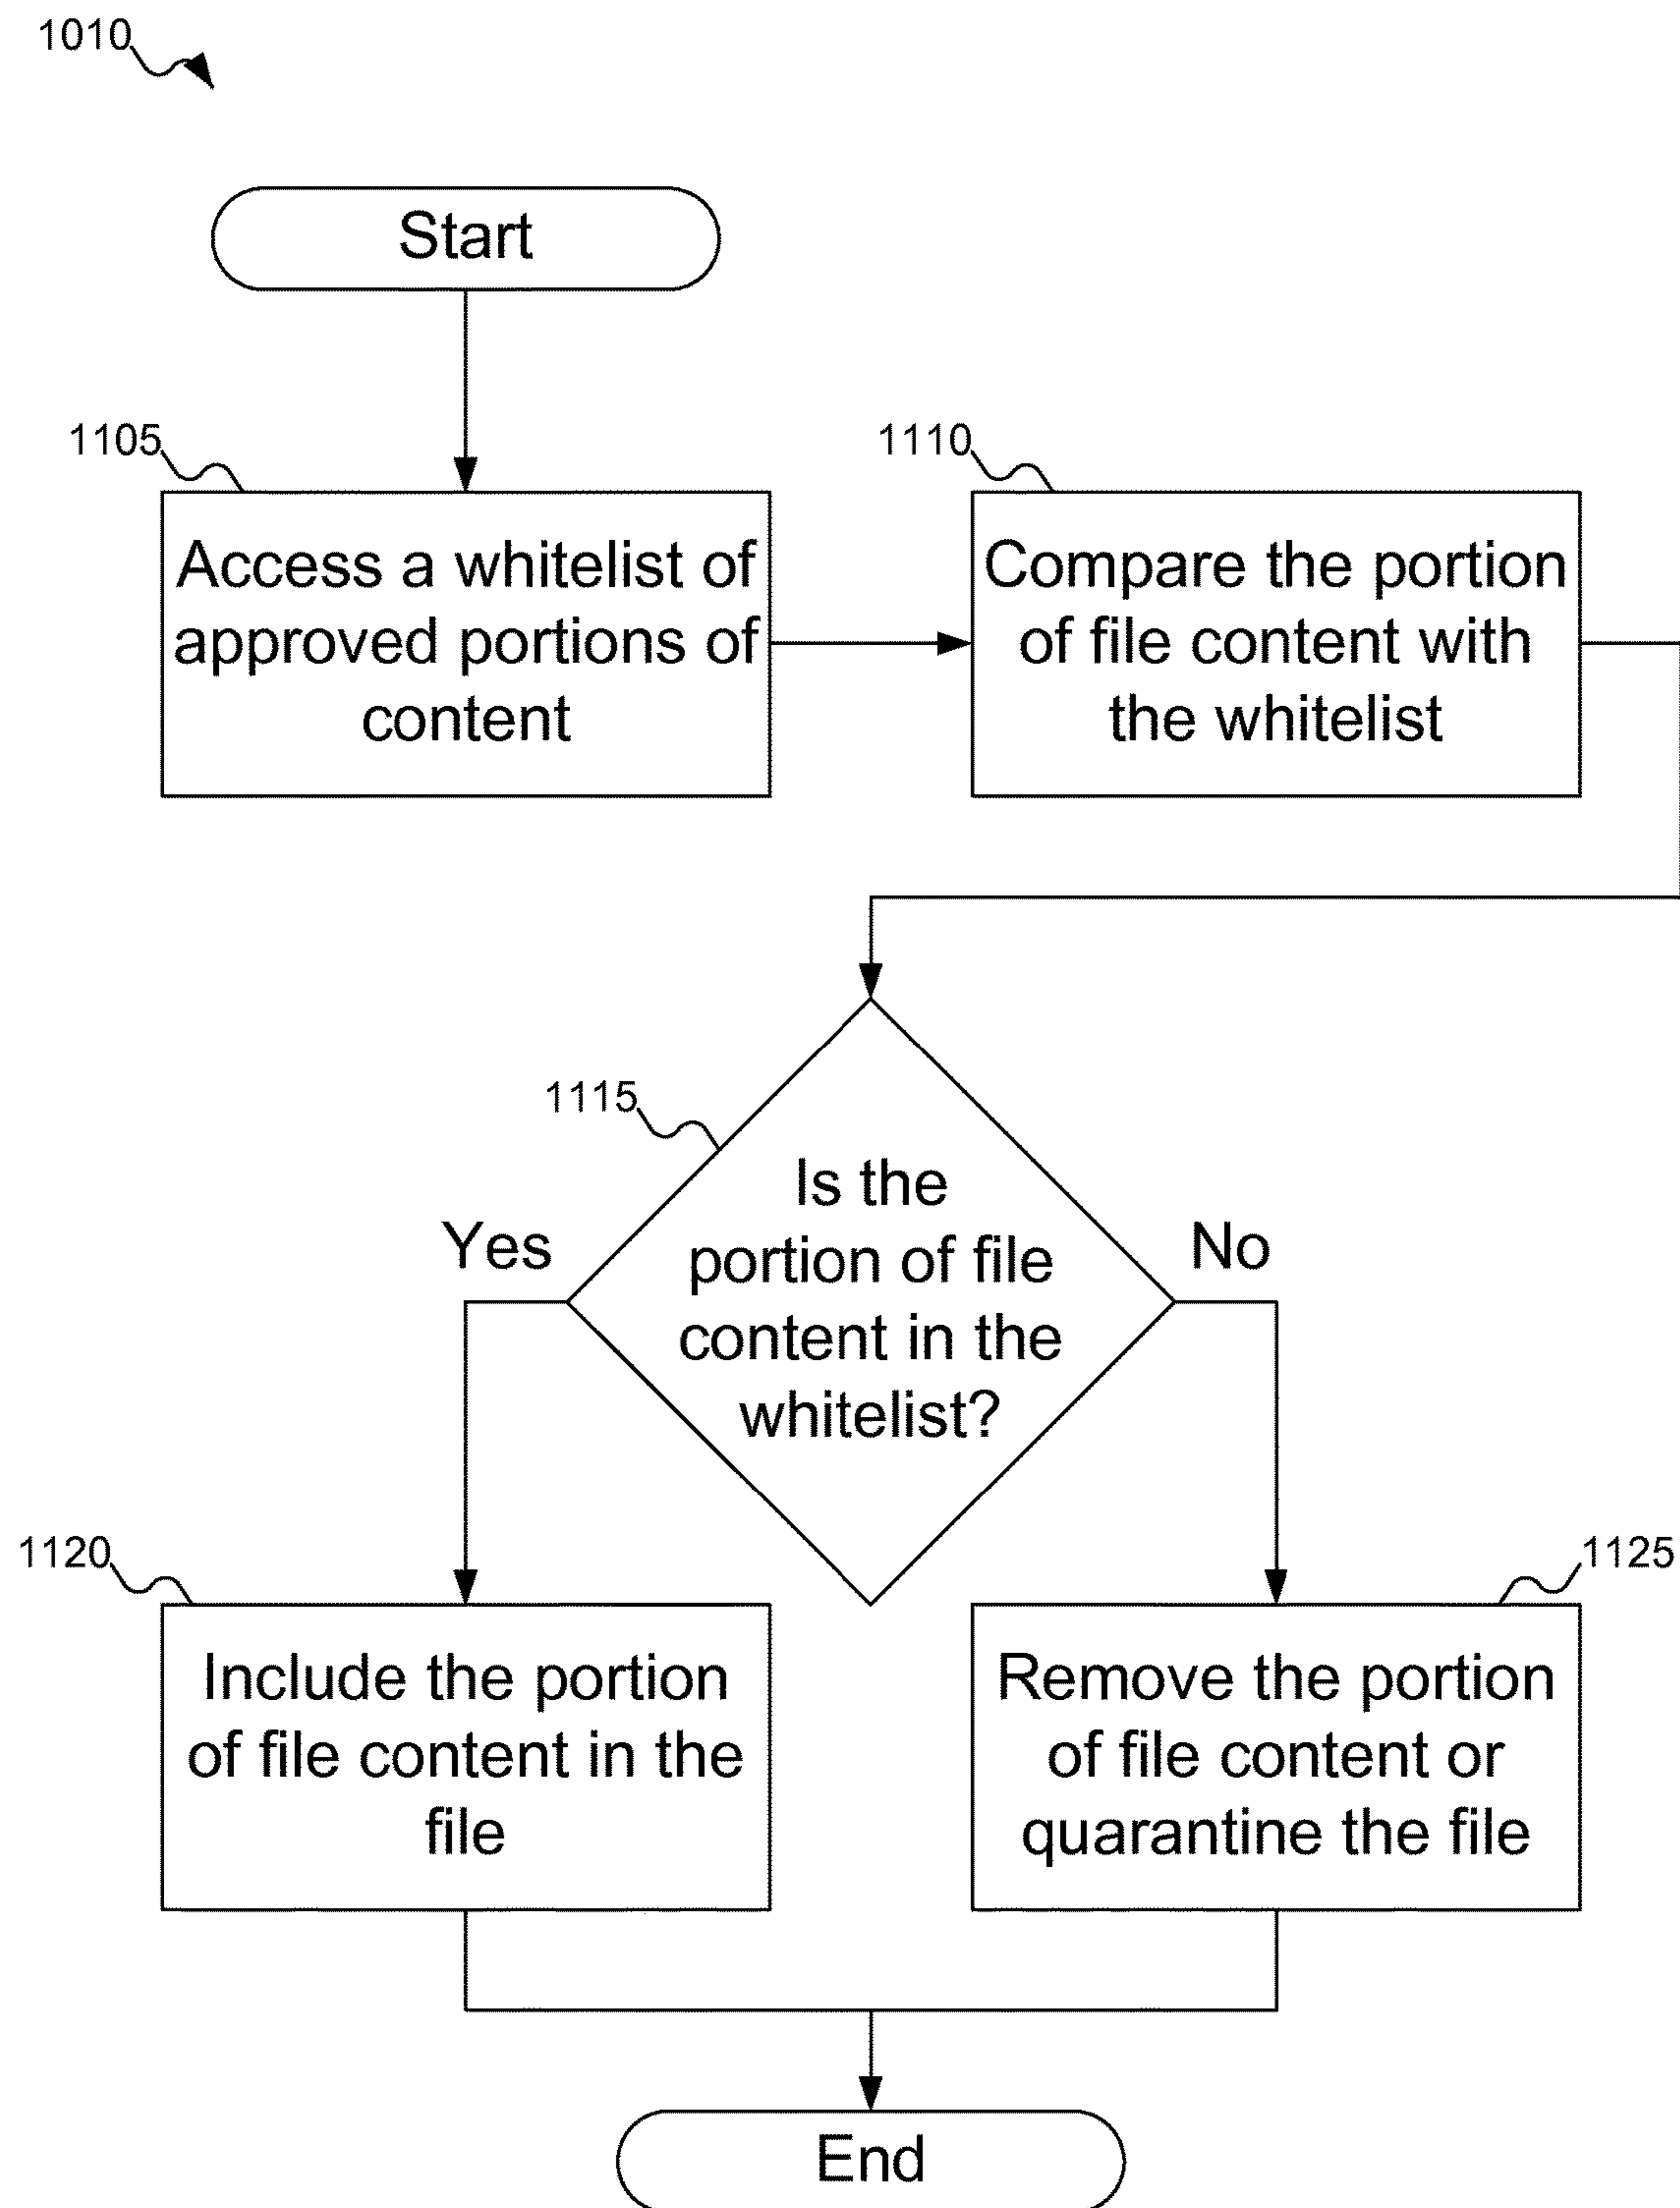 1010
Start
1105
Access a whitelist of
approved portions of
content
1110
Compare the portion
of file content with
the whitelist
1115
Is the
portion of file
content in the
whitelist?
Yes
No
1120
Include the portion
of file content in the
file
1125
Remove the portion
of file content or
quarantine the file
End